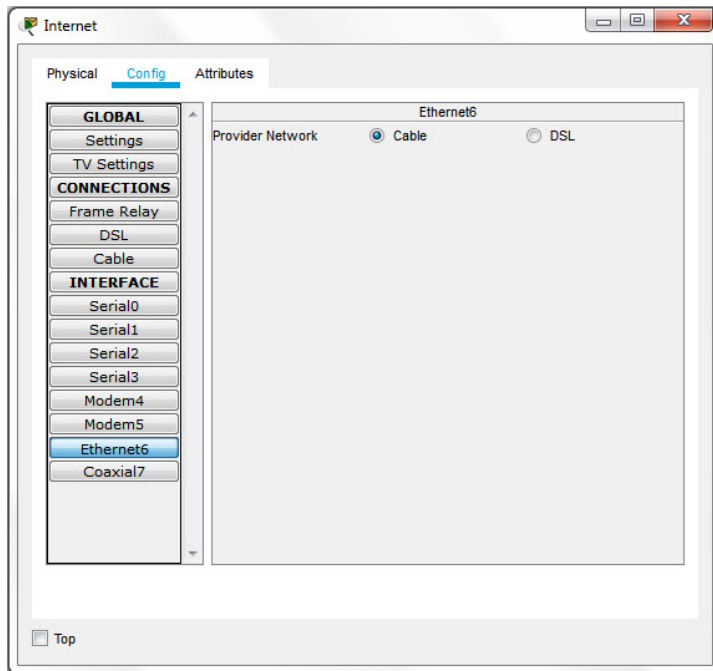 Internet
Physical Config Attributes
GLOBAL
Settings
TV Settings
CONNECTIONS
Frame Relay
DSL
Cable
INTERFACE
Serial0
Serial1
Serial2
Serial3
Modem4
Modem5
Ethernet6
Coaxial7
Ethernet6
Provider Network Cable DSL
Top